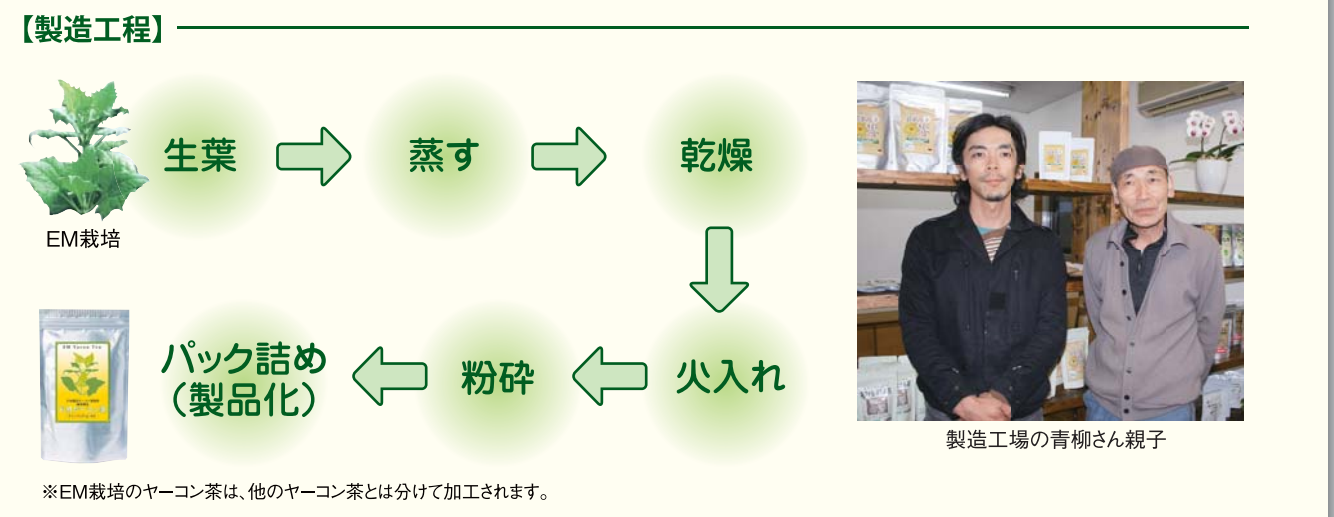 【製造工程】
生葉
蒸す
乾燥
EM栽培
火入れ
粉砕
パック詰め
（製品化）
製造工場の青柳さん親子
※EM栽培のヤーコン茶は、他のヤーコン茶とは分けて加工されます。